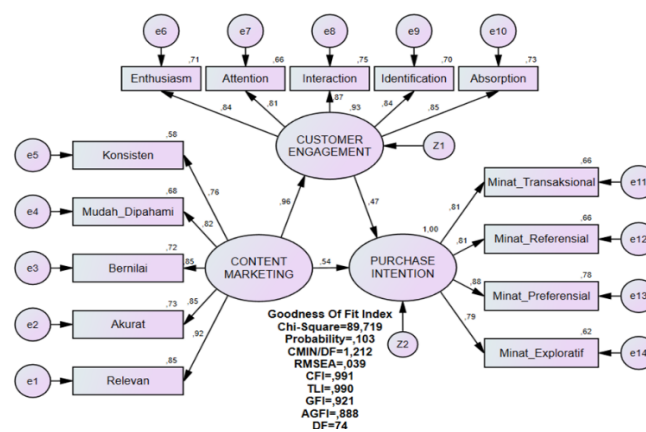 e6
e7
e8
e9
e10
,71
,66
,75
,70
,73
Enthusiasm
Attention
Interaction
Identification
Absorption
,84
,81
,87
,84
,85
,93
CUSTOMER
ENGAGEMENT
Z1
e5
,58
Konsisten
,76
e4
,68
Mudah_Dipahami
,82
e3
,72
Bernilai
,85
e2
,73
Akurat
,85
e1
,85
Relevan
,92
CONTENT
MARKETING
,96
,47
,54
1,00
PURCHASE
INTENTION
Z2
,66
Minat_Transaksional
e11
,81
,66
Minat_Referensial
e12
,81
,78
Minat_Preferensial
e13
,88
,62
Minat_Exploratif
e14
,79
Goodness Of Fit Index
Chi-Square=89,719
Probability=,103
CMIN/DF=1,212
RMSEA=,039
CFI=,991
TLI=,990
GFI=,921
AGFI=,888
DF=74